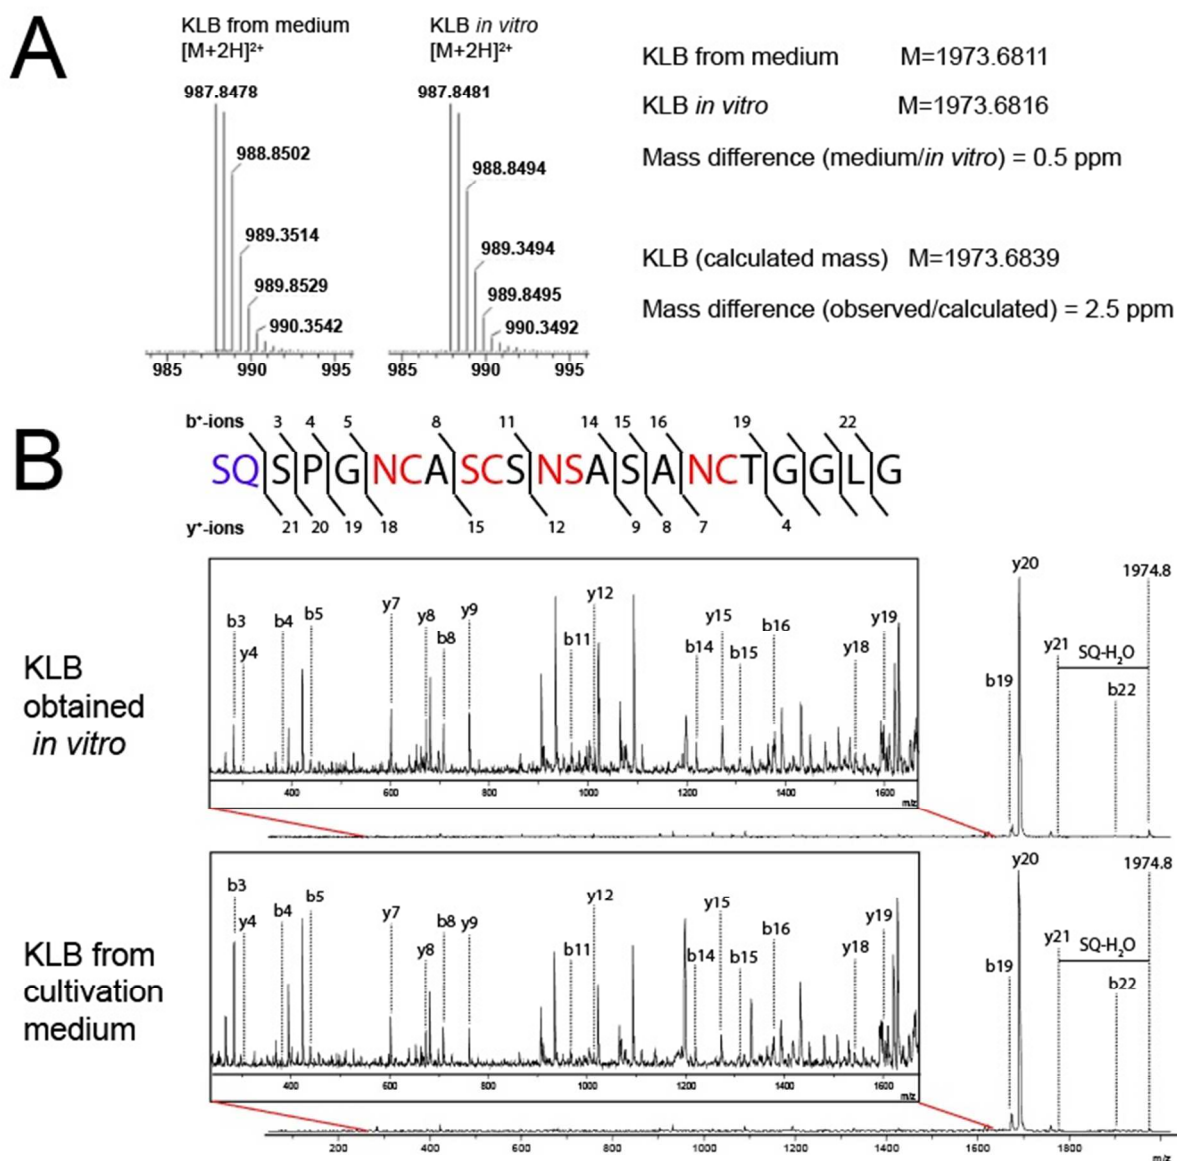 A
KLB from medium
[M+2H]²⁺
KLB in vitro
[M+2H]²⁺
987.8478
988.8502
989.3514
989.8529
990.3542
985 990 995
987.8481
988.8494
989.3494
989.8495
990.3492
985 990 995
KLB from medium M=1973.6811
KLB in vitro M=1973.6816
Mass difference (medium/in vitro) = 0.5 ppm
KLB (calculated mass) M=1973.6839
Mass difference (observed/calculated) = 2.5 ppm
B
b⁺-ions 3 4 5 8 11 14 15 16 19 22
SQSPGNCASCSNSASANCTGGLG
y⁺-ions 21 20 19 18 15 12 9 8 7 4
KLB
obtained
in vitro
b3 y4 b4 b5 y7 y8 b8 y9 b11 y12 b14 y15 b15 b16 y18 y19
400 600 800 1000 1200 1400 1600
m/z
b19 y20 y21 SQ-H₂O b22 1974.8
KLB from
cultivation
medium
b3 y4 b4 b5 y7 y8 b8 y9 b11 y12 b14 y15 b15 b16 y18 y19
400 600 800 1000 1200 1400 1600
m/z
b19 y20 y21 SQ-H₂O b22 1974.8
200 400 600 800 1000 1200 1400 1600 1800
m/z